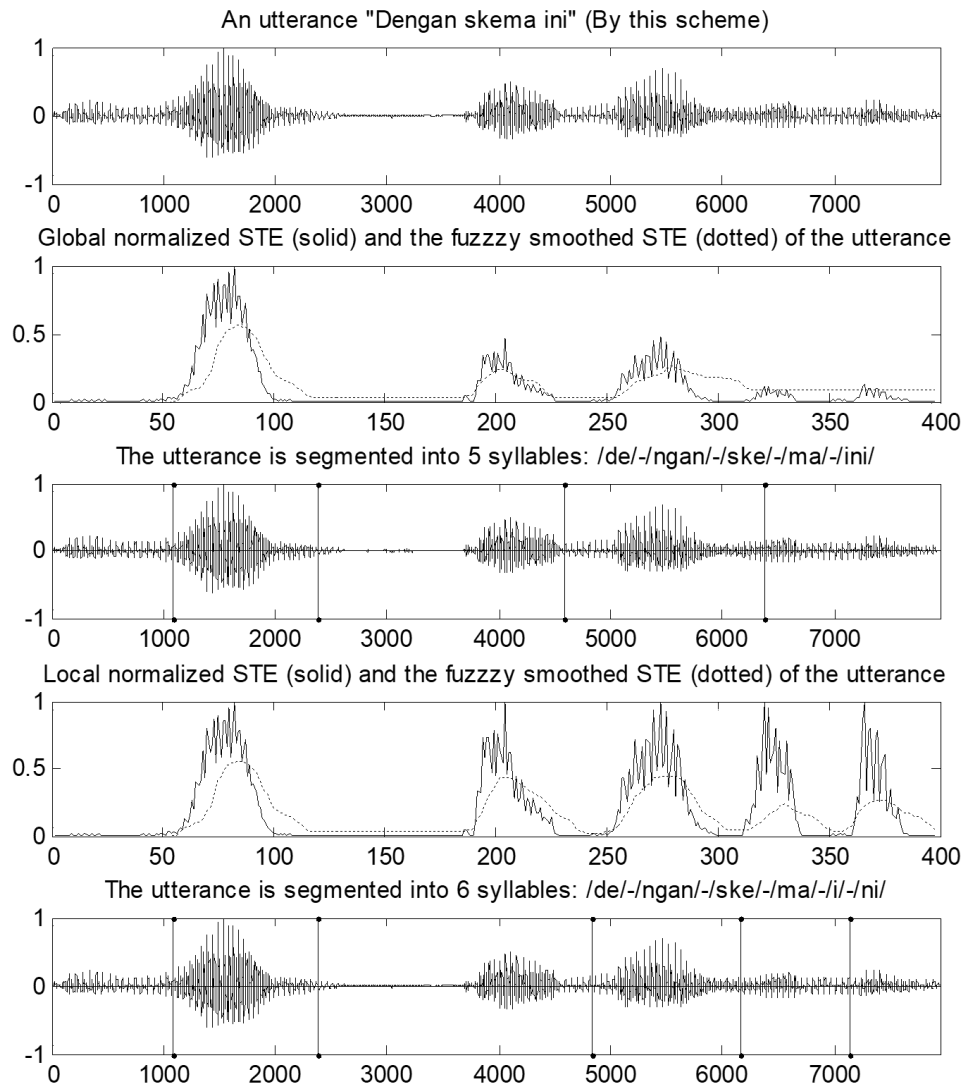 An utterance "Dengan skema ini" (By this scheme)
1
0
-1
0 1000 2000 3000 4000 5000 6000 7000
Global normalized STE (solid) and the fuzzzy smoothed STE (dotted) of the utterance
1
0.5
0
0 50 100 150 200 250 300 350 400
The utterance is segmented into 5 syllables: /de/-/ngan/-/ske/-/ma/-/ini/
1
0
-1
0 1000 2000 3000 4000 5000 6000 7000
Local normalized STE (solid) and the fuzzzy smoothed STE (dotted) of the utterance
1
0.5
0
0 50 100 150 200 250 300 350 400
The utterance is segmented into 6 syllables: /de/-/ngan/-/ske/-/ma/-/i/-/ni/
1
0
-1
0 1000 2000 3000 4000 5000 6000 7000